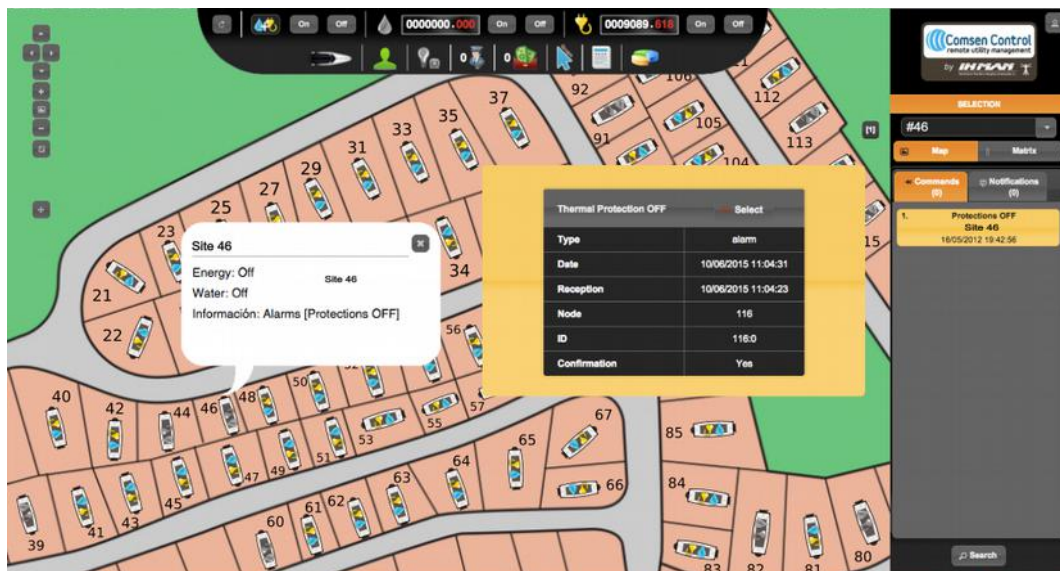 On Off 0000000.000 On Off 0009089.618 On Off
0 0
Comsen Control
remote utility management
by INMAN
SELECTION
#46
Map Matrix
Commands (0)
Notifications (0)
1. Protections OFF
Site 46
16/05/2012 19:42:56
Search
Site 46
Energy: Off
Site 46
Water: Off
Información: Alarms [Protections OFF]
Thermal Protection OFF Select
Type alarm
Date 10/06/2015 11:04:31
Reception 10/06/2015 11:04:23
Node 116
ID 116:0
Confirmation Yes
37
35
33
31
29
27
25
23
21
22
34
92
91
106
105
104
112
113
15
40
42
44
46
48
50
52
56
57
55
53
51
49
47
45
43
41
39
60
61
62
63
64
65
66
67
85
84
83
82
81
80